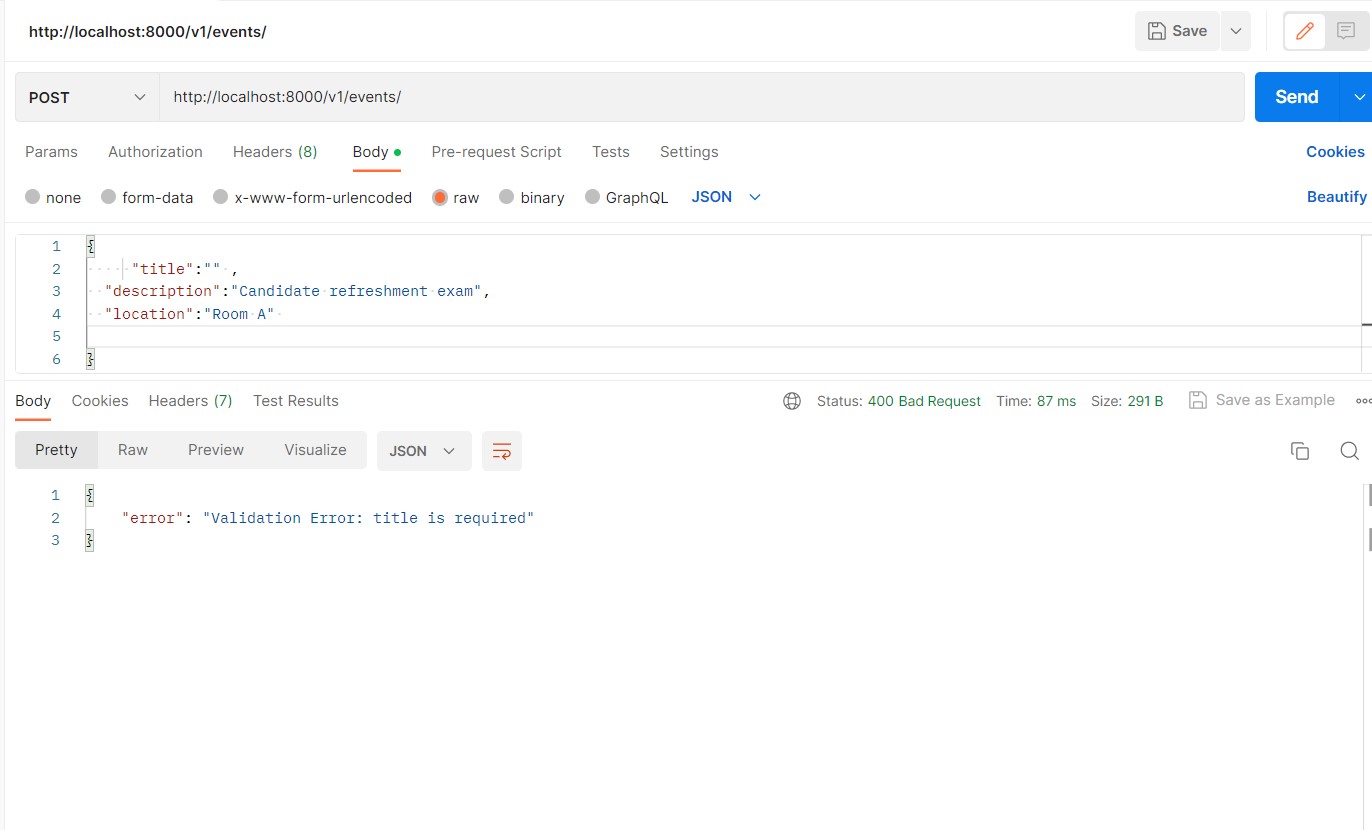 http://localhost:8000/v1/events/
Save
POST
http://localhost:8000/v1/events/
Send
Params Authorization Headers (8) Body Pre-request Script Tests Settings Cookies
none form-data x-www-form-urlencoded raw binary GraphQL JSON Beautify
1 {
2 "title":"" ,
3 "description":"Candidate refreshment exam",
4 "location":"Room A"
5
6 }
Body Cookies Headers (7) Test Results Status: 400 Bad Request Time: 87 ms Size: 291 B Save as Example
Pretty Raw Preview Visualize JSON
1 {
2 "error": "Validation Error: title is required"
3 }